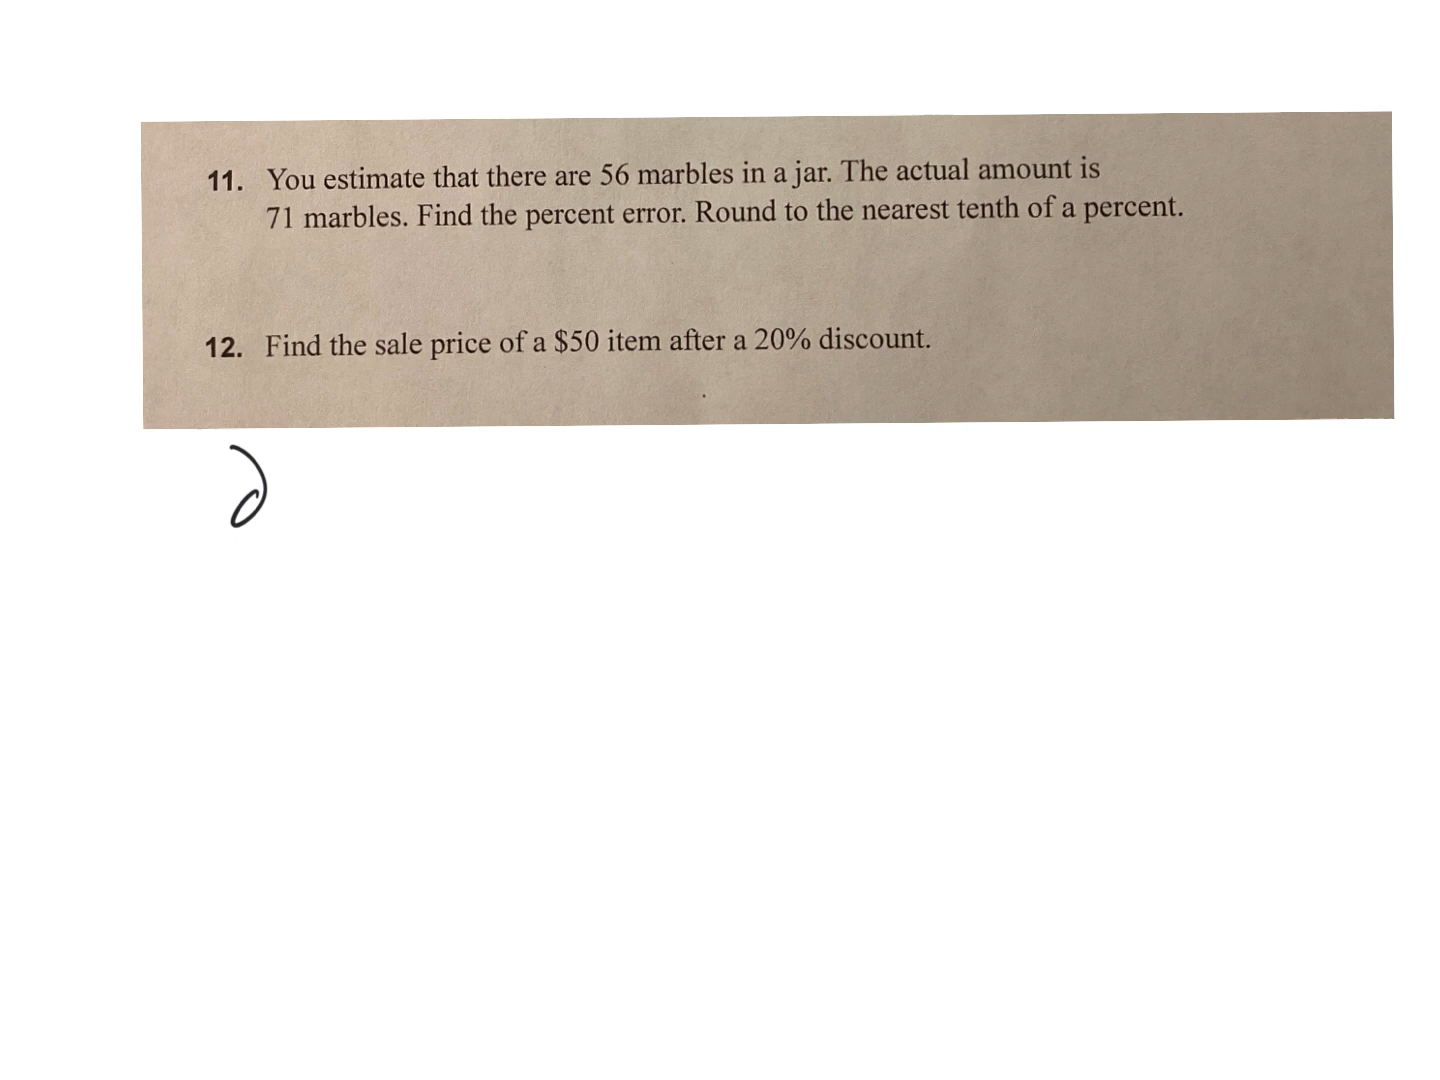 11. You estimate that there are 56 marbles in a jar. The actual amount is
71 marbles. Find the percent error. Round to the nearest tenth of a percent.
12. Find the sale price of a $50 item after a 20% discount.